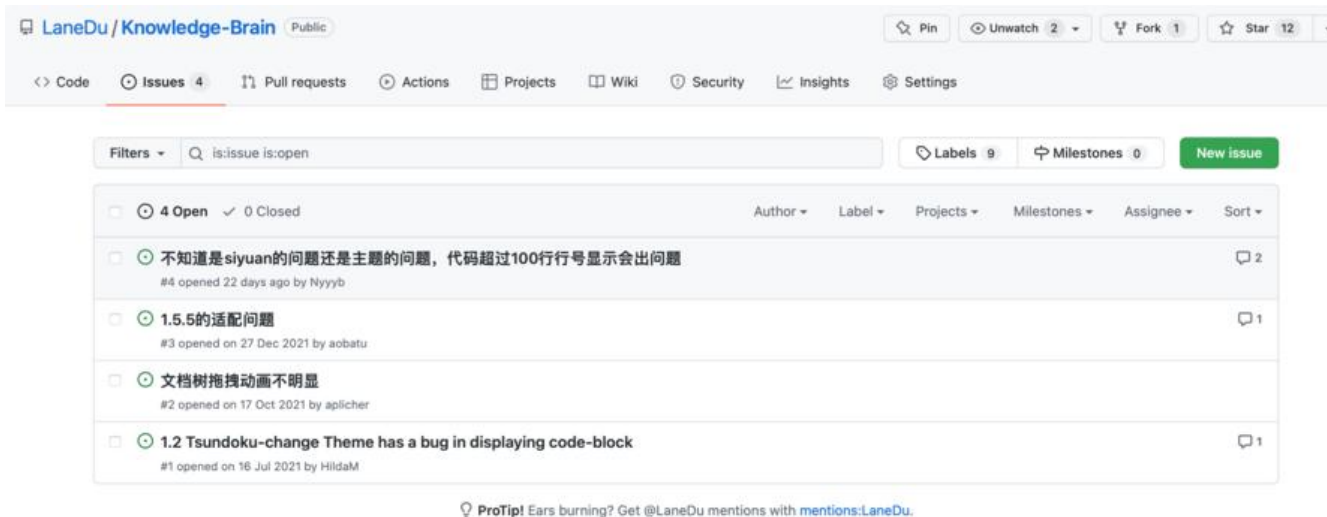 LaneDu / Knowledge-Brain Public
Pin Unwatch 2 Fork 1 Star 12
<> Code Issues 4 Pull requests Actions Projects Wiki Security Insights Settings
Filters is:issue is:open Labels 9 Milestones 0 New issue
4 Open 0 Closed Author Label Projects Milestones Assignee Sort
不知道是siyuan的问题还是主题的问题，代码超过100行行号显示会出问题 2
#4 opened 22 days ago by Nyyyb
1.5.5的适配问题 1
#3 opened on 27 Dec 2021 by aobatu
文档树拖拽动画不明显
#2 opened on 17 Oct 2021 by aplicher
1.2 Tsundoku-change Theme has a bug in displaying code-block 1
#1 opened on 16 Jul 2021 by HildaM
ProTip! Ears burning? Get @LaneDu mentions with mentions:LaneDu.